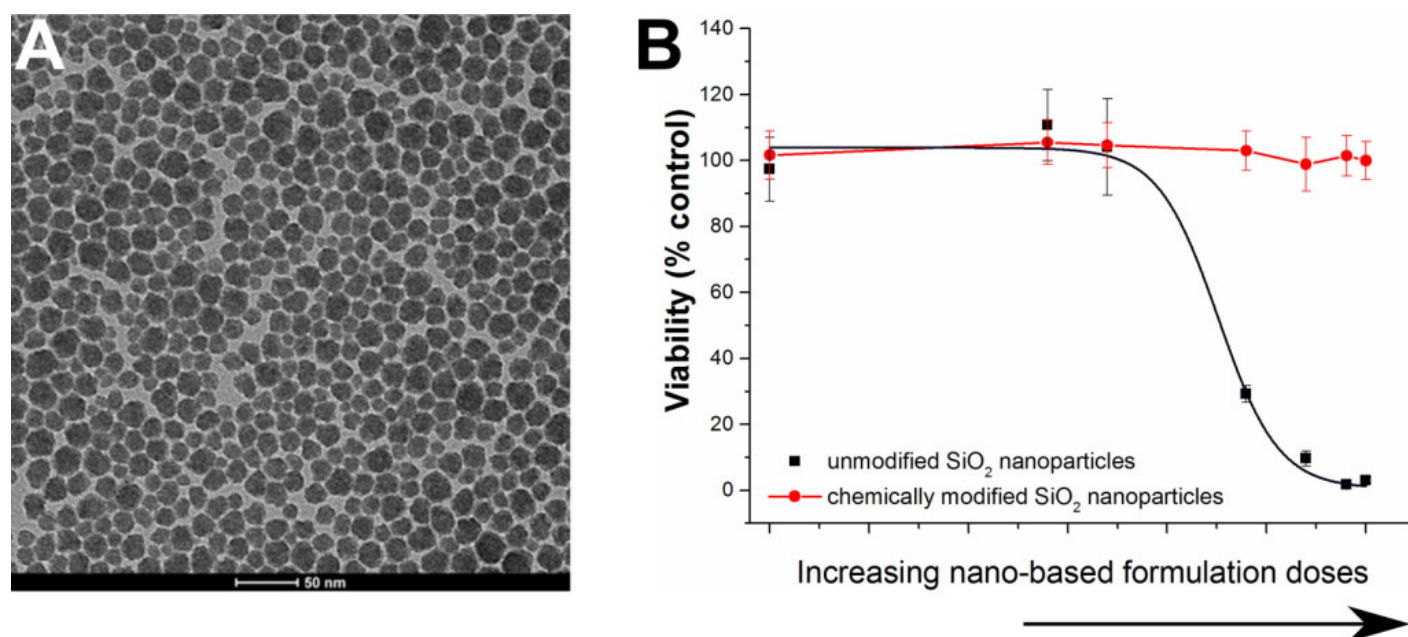 A
50 nm
B
Viability (% control)
140
120
100
80
60
40
20
0
unmodified SiO₂ nanoparticles
chemically modified SiO₂ nanoparticles
Increasing nano-based formulation doses